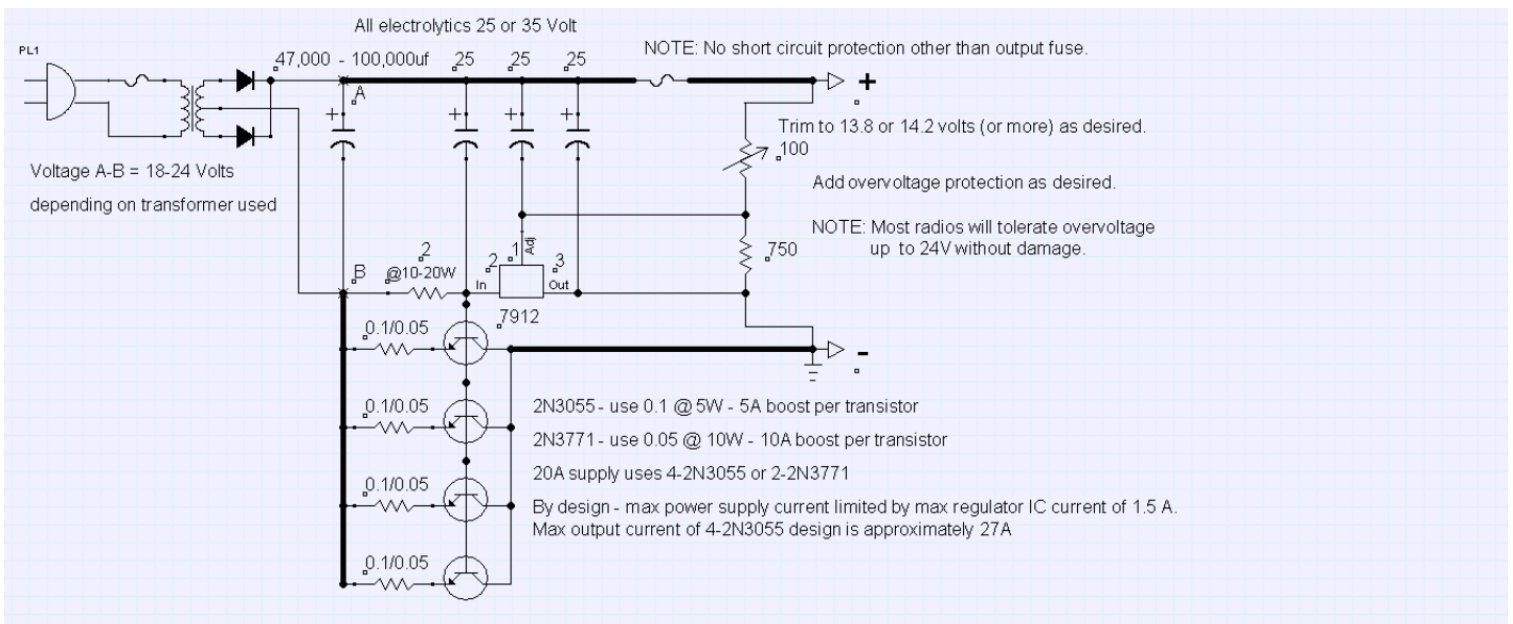 All electrolytics 25 or 35 Volt
PL1
47,000 - 100,000uf
.25
.25
.25
NOTE: No short circuit protection other than output fuse.
A
+
+
+
+
+
Trim to 13.8 or 14.2 volts (or more) as desired.
100
Voltage A-B = 18-24 Volts
depending on transformer used
Add overvoltage protection as desired.
NOTE: Most radios will tolerate overvoltage
up to 24V without damage.
750
2
@10-20W
B
2
1
Adj
3
In
Out
7912
0.1/0.05
-
0.1/0.05
2N3055 - use 0.1 @ 5W - 5A boost per transistor
2N3771 - use 0.05 @ 10W - 10A boost per transistor
20A supply uses 4-2N3055 or 2-2N3771
0.1/0.05
By design - max power supply current limited by max regulator IC current of 1.5 A.
Max output current of 4-2N3055 design is approximately 27A
0.1/0.05